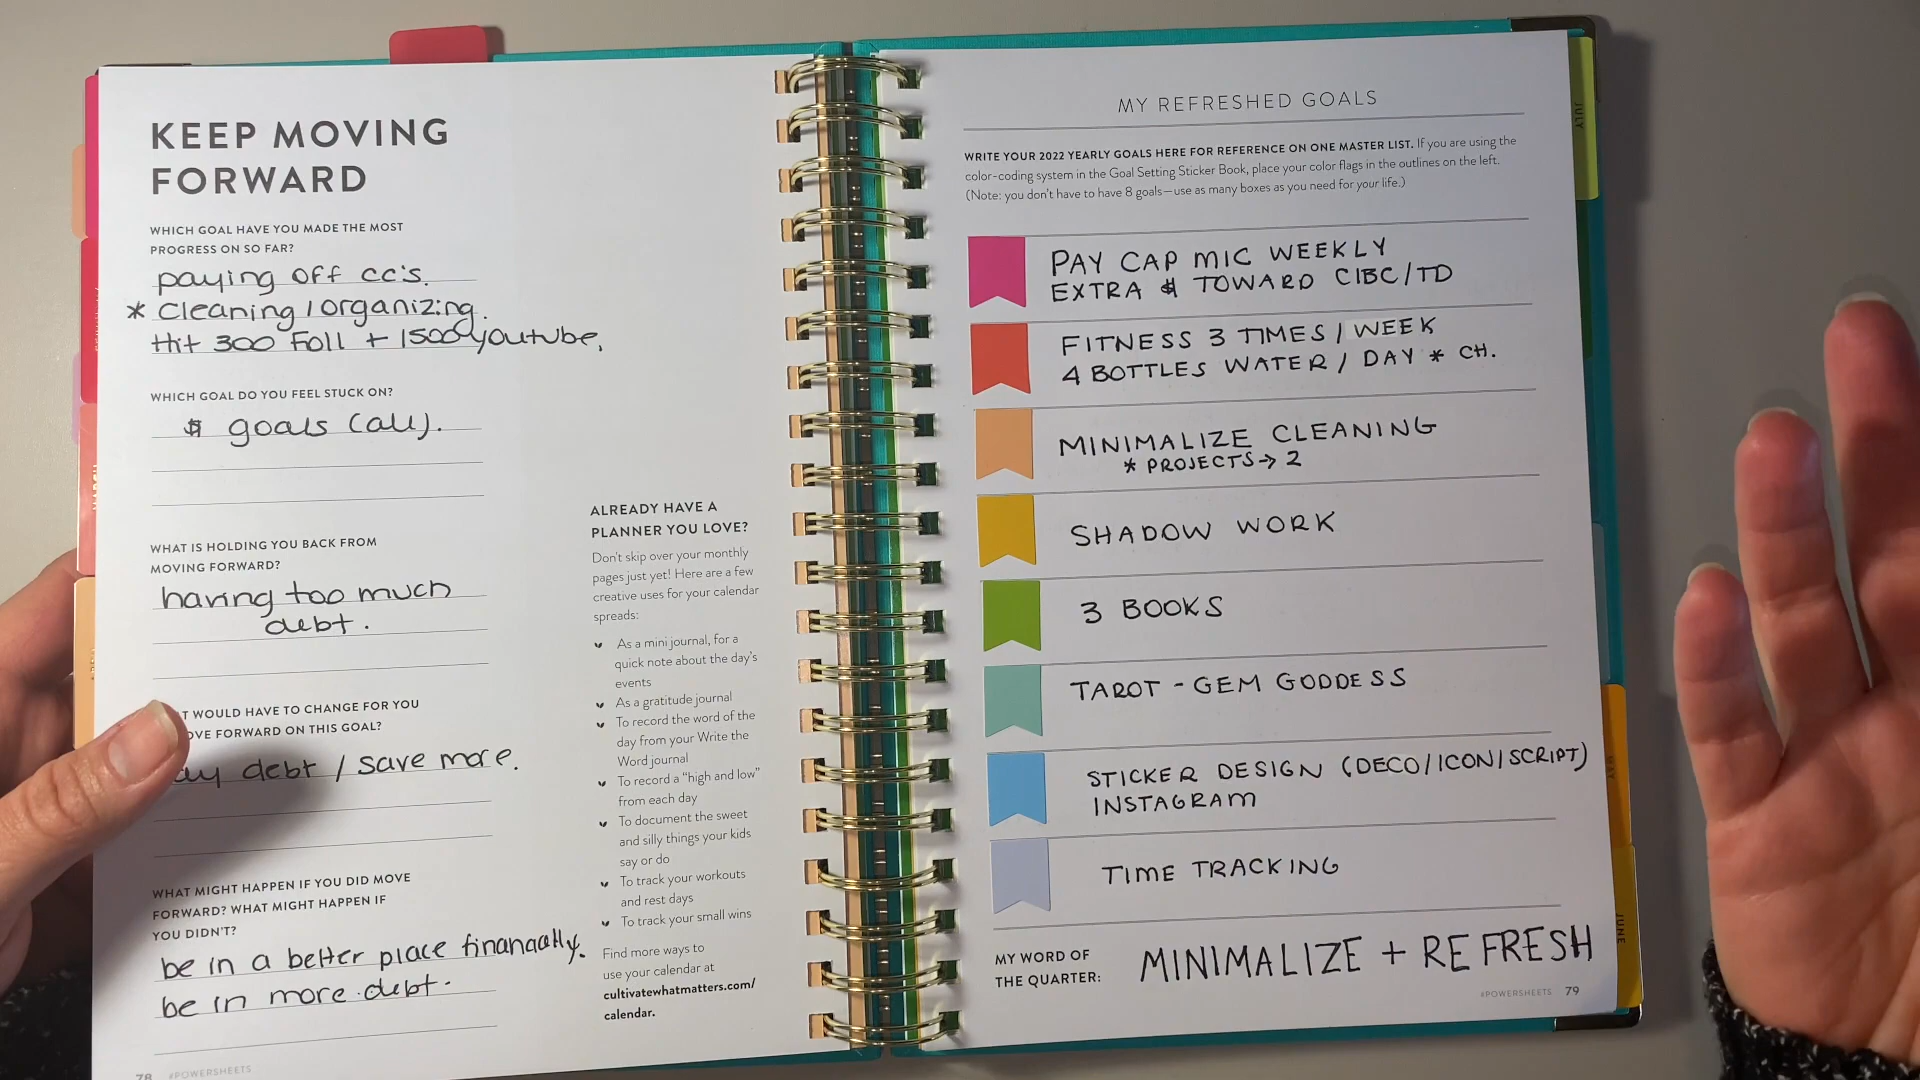 KEEP MOVING
FORWARD
WHICH GOAL HAVE YOU MADE THE MOST
PROGRESS ON SO FAR?
paying off cc's.
* Cleaning / organizing.
Hit 300 Foll + 1500 youtube.
WHICH GOAL DO YOU FEEL STUCK ON?
$ goals (all).
WHAT IS HOLDING YOU BACK FROM
MOVING FORWARD?
having too much
debt.
T WOULD HAVE TO CHANGE FOR YOU
OVE FORWARD ON THIS GOAL?
ay debt / save more.
WHAT MIGHT HAPPEN IF YOU DID MOVE
FORWARD? WHAT MIGHT HAPPEN IF
YOU DIDN'T?
be in a better place financially.
be in more debt.
78 #POWERSHEETS
ALREADY HAVE A
PLANNER YOU LOVE?
Don't skip over your monthly
pages just yet! Here are a few
creative uses for your calendar
spreads:
As a mini journal, for a
quick note about the day's
events
As a gratitude journal
To record the word of the
day from your Write the
Word journal
To record a "high and low"
from each day
To document the sweet
and silly things your kids
say or do
To track your workouts
and rest days
To track your small wins
Find more ways to
use your calendar at
cultivatewhatmatters.com/
calendar.
MY REFRESHED GOALS
WRITE YOUR 2022 YEARLY GOALS HERE FOR REFERENCE ON ONE MASTER LIST. If you are using the
color-coding system in the Goal Setting Sticker Book, place your color flags in the outlines on the left.
(Note: you don't have to have 8 goals—use as many boxes as you need for your life.)
PAY CAP MIC WEEKLY
EXTRA $ TOWARD CIBC/TD
FITNESS 3 TIMES / WEEK
4 BOTTLES WATER / DAY * CH.
MINIMALIZE CLEANING
* PROJECTS → 2
SHADOW WORK
3 BOOKS
TAROT - GEM GODDESS
STICKER DESIGN (DECO/ICON/SCRIPT)
INSTAGRAM
TIME TRACKING
MY WORD OF
THE QUARTER:
MINIMALIZE + REFRESH
#POWERSHEETS 79
JULY
MAY
JUNE
MARCH